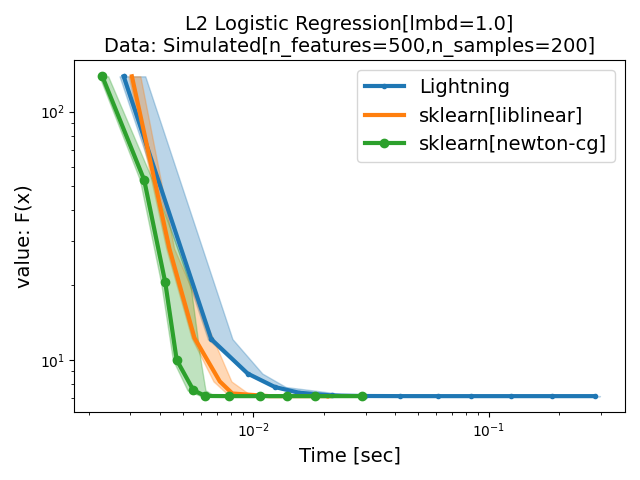 L2 Logistic Regression[lmbd=1.0]
Data: Simulated[n_features=500,n_samples=200]
Lightning
sklearn[liblinear]
sklearn[newton-cg]
value: F(x)
10²
10¹
10⁻²
10⁻¹
Time [sec]